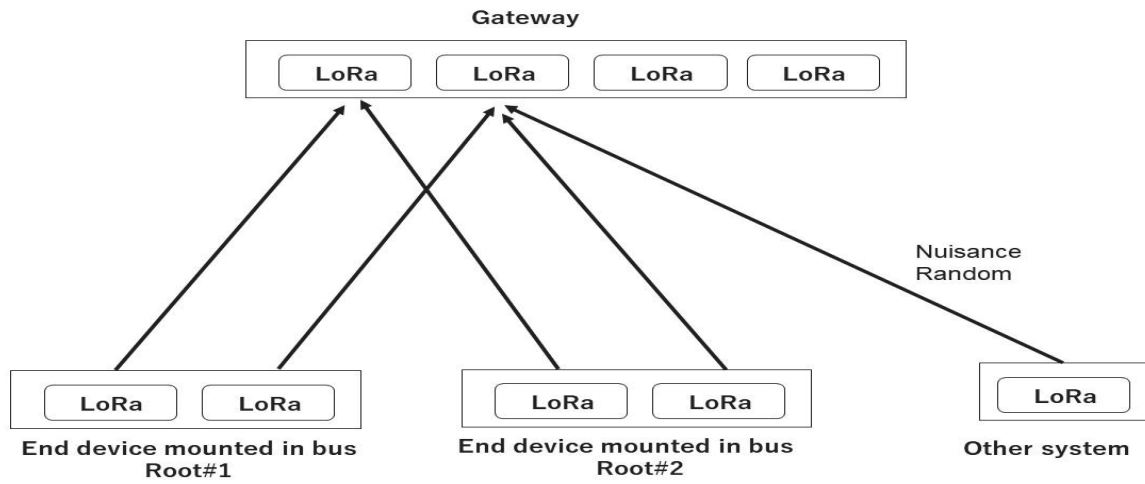 Gateway
LoRa LoRa LoRa LoRa
Nuisance
Random
LoRa LoRa LoRa LoRa LoRa
End device mounted in bus
Root#1
End device mounted in bus
Root#2
Other system